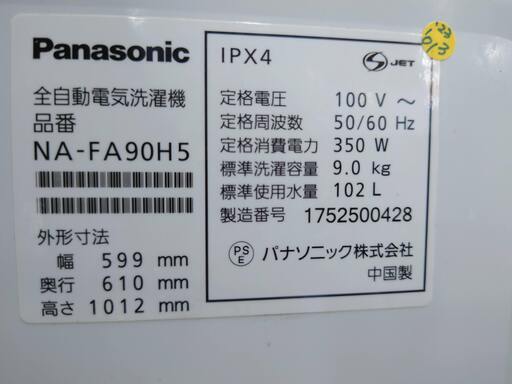 Panasonic
全自動電気洗濯機
品番
NA-FA90H5
外形寸法
幅 599 mm
奥行 610 mm
高さ 1012 mm
IPX4
S JET
定格電圧 100 V ～
定格周波数 50/60 Hz
定格消費電力 350 W
標準洗濯容量 9.0 kg
標準使用水量 102 L
製造番号 1752500428
PS E パナソニック株式会社
中国製
1013